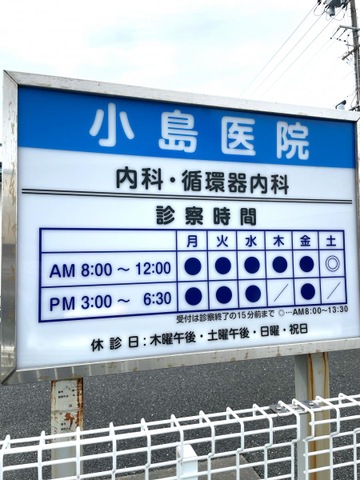 小島医院
内科・循環器内科
診察時間
月 火 水 木 金 土
AM 8:00 ～ 12:00 ● ● ● ● ● ◎
PM 3:00 ～ 6:30 ● ● ● ／ ● ／
受付は診察終了の15分前まで ◎…AM8:00～13:30
休診日:木曜午後・土曜午後・日曜・祝日